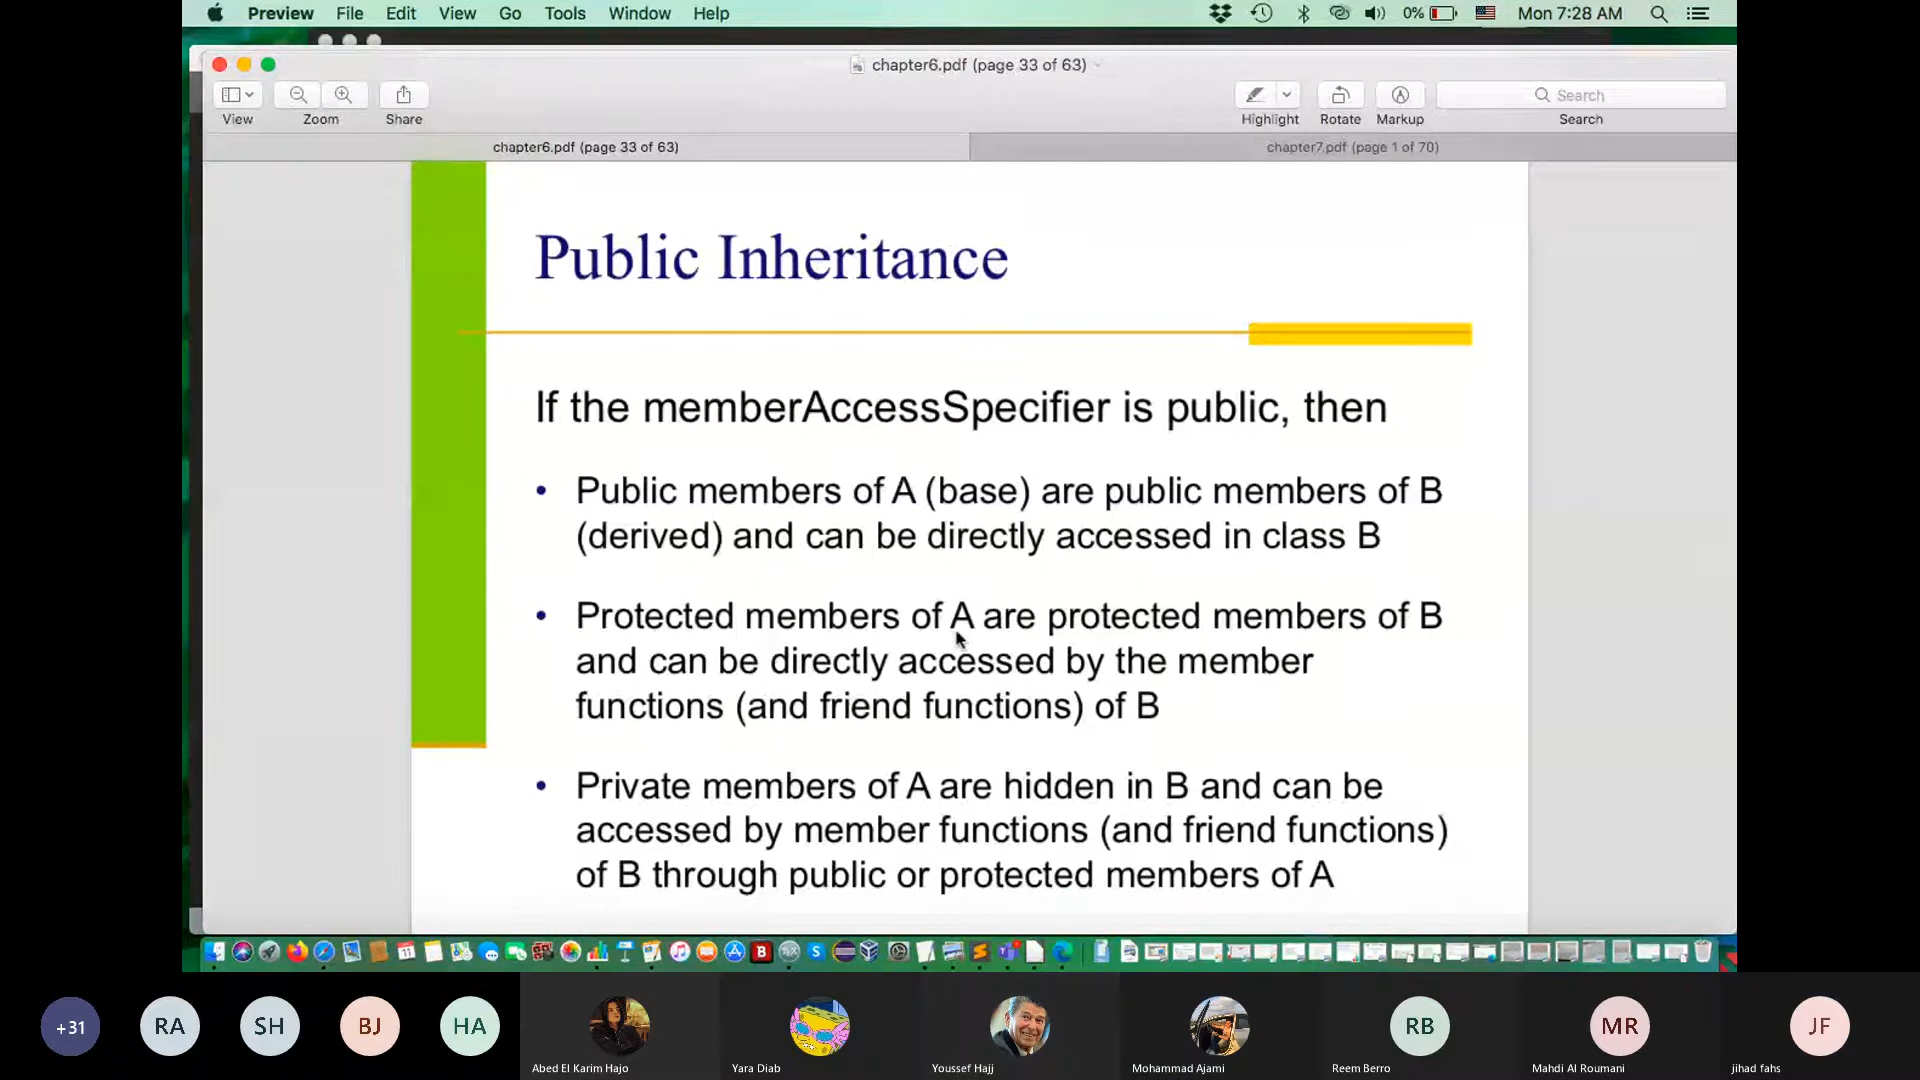 Preview File Edit View Go Tools Window Help 0% Mon 7:28 AM
chapter6.pdf (page 33 of 63)
View Zoom Share Highlight Rotate Markup Search
Search
chapter6.pdf (page 33 of 63) chapter7.pdf (page 1 of 70)
Public Inheritance
If the memberAccessSpecifier is public, then
• Public members of A (base) are public members of B
(derived) and can be directly accessed in class B
• Protected members of A are protected members of B
and can be directly accessed by the member
functions (and friend functions) of B
• Private members of A are hidden in B and can be
accessed by member functions (and friend functions)
of B through public or protected members of A
+31 RA SH BJ HA RB MR JF
Abed El Karim Hajo Yara Diab Youssef Hajj Mohammad Ajami Reem Berro Mahdi Al Roumani jihad fahs